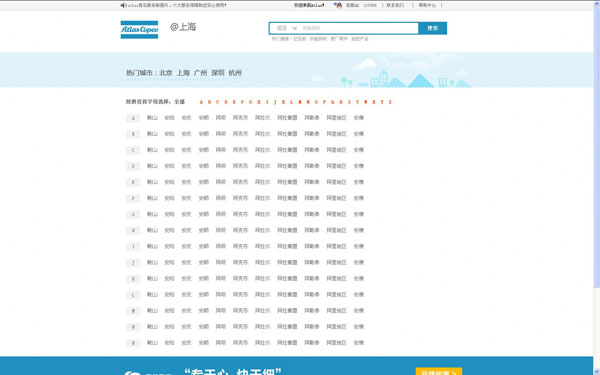 Atlas Copco
@上海
搜索
联系我们
帮助中心
热门城市：北京 上海 广州 深圳 杭州
按拼音首字母选择：全部 A B C D E F G H I J K L M N O P Q R S T W X Y Z
A 鞍山 安阳 安庆 安顺 阿坝 阿克苏 阿拉尔 阿拉善盟 阿勒泰 阿里地区 安康
B 鞍山 安阳 安庆 安顺 阿坝 阿克苏 阿拉尔 阿拉善盟 阿勒泰 阿里地区 安康
C 鞍山 安阳 安庆 安顺 阿坝 阿克苏 阿拉尔 阿拉善盟 阿勒泰 阿里地区 安康
D 鞍山 安阳 安庆 安顺 阿坝 阿克苏 阿拉尔 阿拉善盟 阿勒泰 阿里地区 安康
E 鞍山 安阳 安庆 安顺 阿坝 阿克苏 阿拉尔 阿拉善盟 阿勒泰 阿里地区 安康
F 鞍山 安阳 安庆 安顺 阿坝 阿克苏 阿拉尔 阿拉善盟 阿勒泰 阿里地区 安康
G 鞍山 安阳 安庆 安顺 阿坝 阿克苏 阿拉尔 阿拉善盟 阿勒泰 阿里地区 安康
H 鞍山 安阳 安庆 安顺 阿坝 阿克苏 阿拉尔 阿拉善盟 阿勒泰 阿里地区 安康
I 鞍山 安阳 安庆 安顺 阿坝 阿克苏 阿拉尔 阿拉善盟 阿勒泰 阿里地区 安康
J 鞍山 安阳 安庆 安顺 阿坝 阿克苏 阿拉尔 阿拉善盟 阿勒泰 阿里地区 安康
K 鞍山 安阳 安庆 安顺 阿坝 阿克苏 阿拉尔 阿拉善盟 阿勒泰 阿里地区 安康
L 鞍山 安阳 安庆 安顺 阿坝 阿克苏 阿拉尔 阿拉善盟 阿勒泰 阿里地区 安康
M 鞍山 安阳 安庆 安顺 阿坝 阿克苏 阿拉尔 阿拉善盟 阿勒泰 阿里地区 安康
N 鞍山 安阳 安庆 安顺 阿坝 阿克苏 阿拉尔 阿拉善盟 阿勒泰 阿里地区 安康
N 鞍山 安阳 安庆 安顺 阿坝 阿克苏 阿拉尔 阿拉善盟 阿勒泰 阿里地区 安康